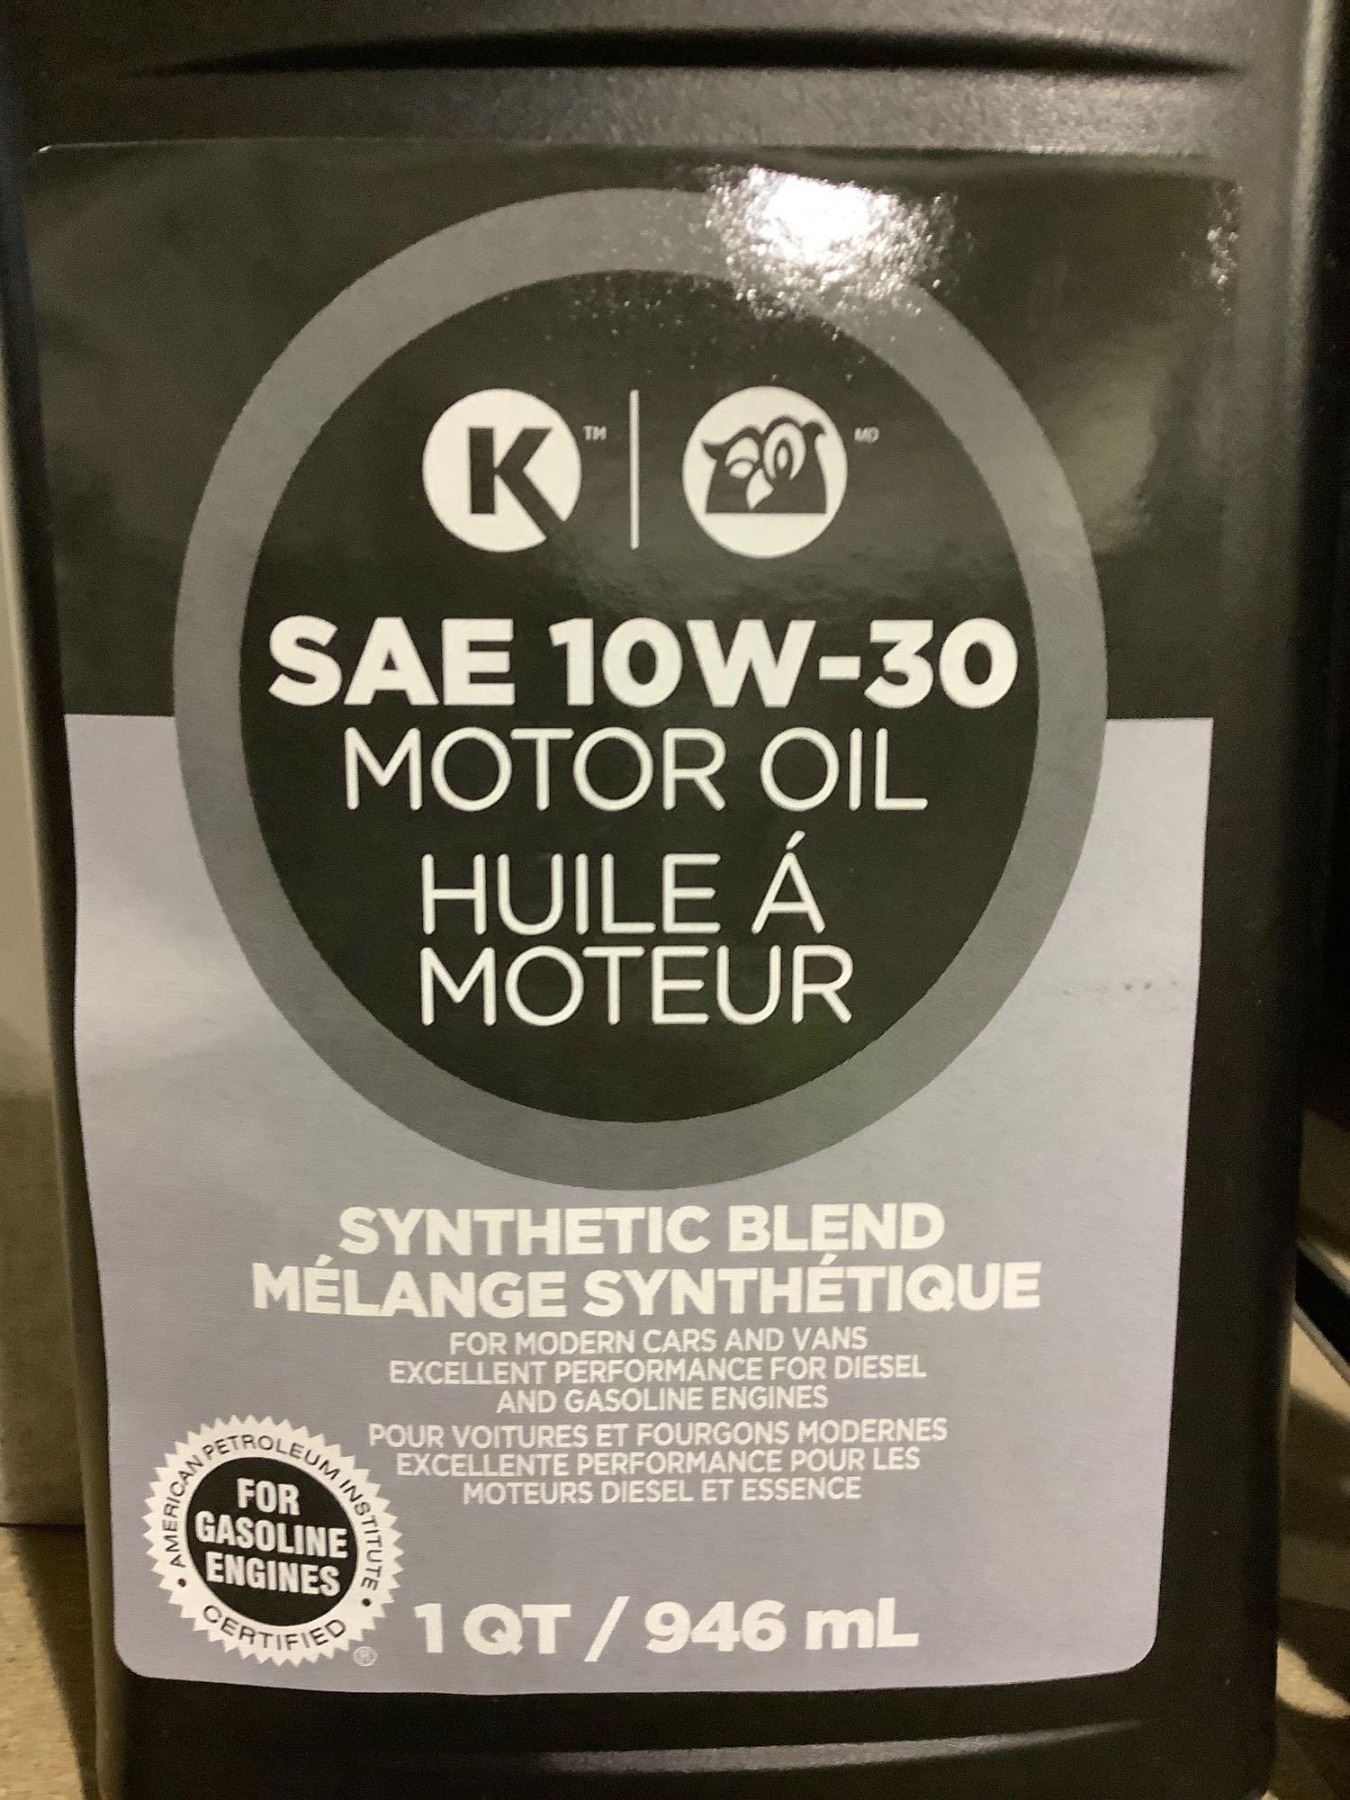 K ™ MD
SAE 10W-30
MOTOR OIL
HUILE Á
MOTEUR
SYNTHETIC BLEND
MÉLANGE SYNTHÉTIQUE
FOR MODERN CARS AND VANS
EXCELLENT PERFORMANCE FOR DIESEL
AND GASOLINE ENGINES
POUR VOITURES ET FOURGONS MODERNES
EXCELLENTE PERFORMANCE POUR LES
MOTEURS DIESEL ET ESSENCE
AMERICAN PETROLEUM INSTITUTE
FOR
GASOLINE
ENGINES
CERTIFIED
®
1 QT / 946 mL